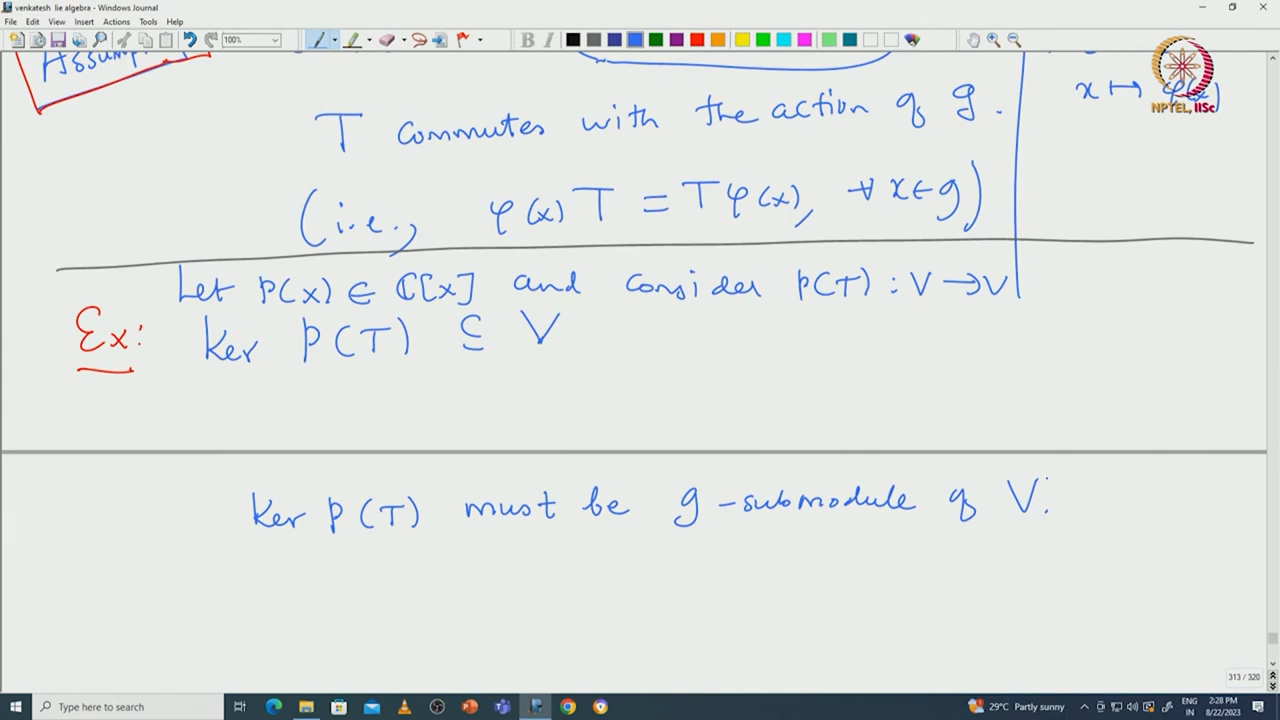 venkatesh lie algebra - Windows Journal
File Edit View Insert Actions Tools Help
100%
B I
T commutes with the action of g.
x ↦ φ(x)
NPTEL, IISc
(i.e., φ(x) T = T φ(x), ∀ x ∈ g)
Let p(x) ∈ ℂ[x] and consider p(T) : V → V
Ex: Ker p(T) ⊆ V
Ker p(T) must be g-submodule of V.
313 / 320
Type here to search
29°C Partly sunny
ENG
IN
2:28 PM
8/22/2023